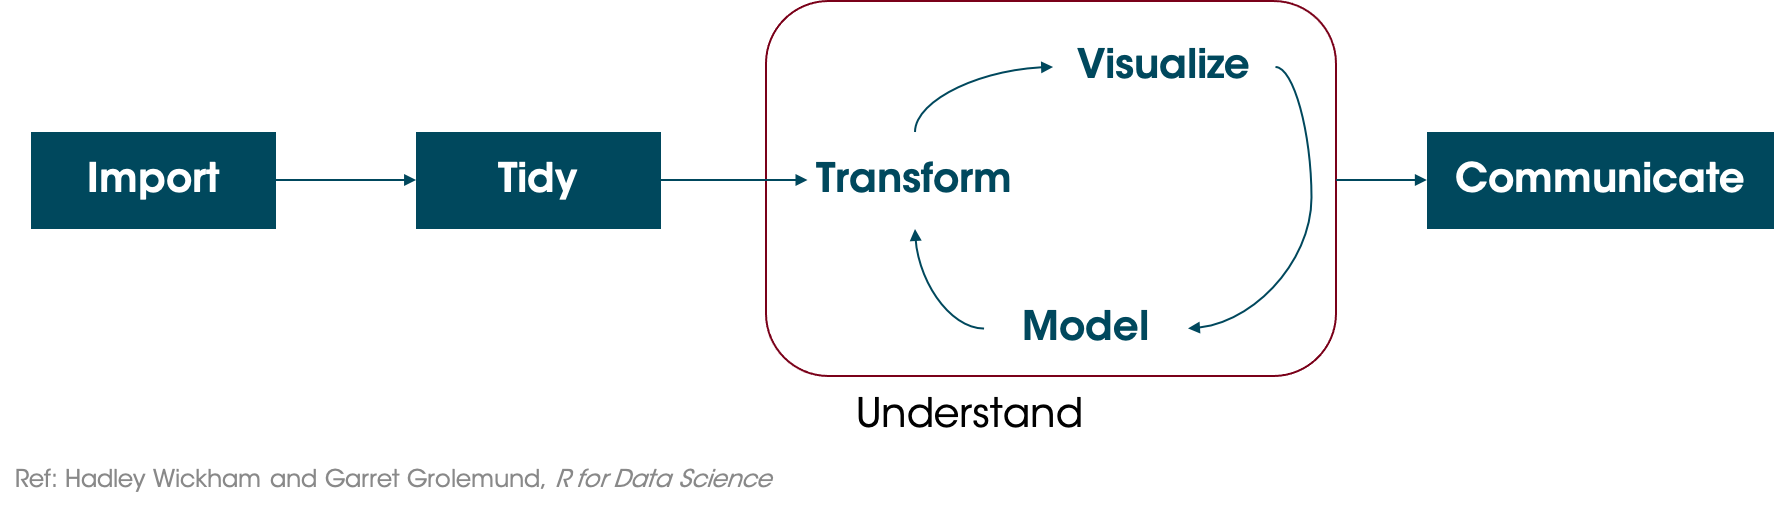 Import
Tidy
Transform
Visualize
Model
Communicate
Understand
Ref: Hadley Wickham and Garret Grolemund, R for Data Science